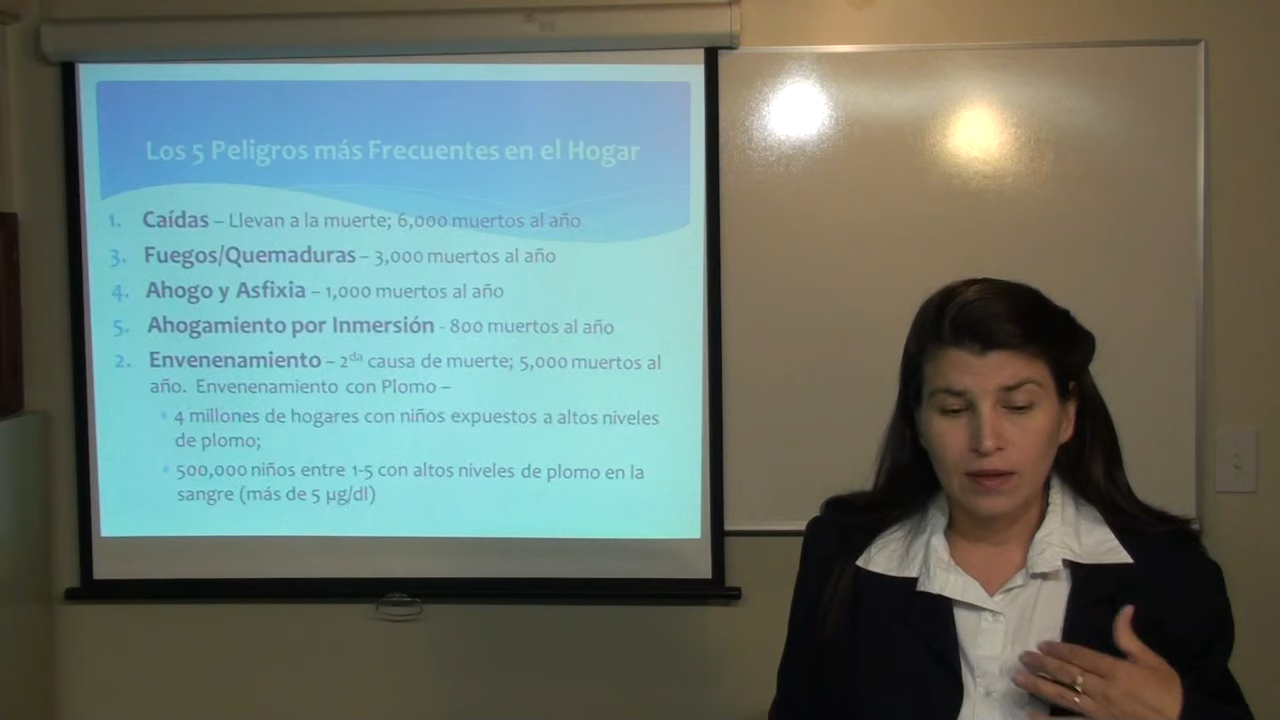 Los 5 Peligros más Frecuentes en el Hogar
1. Caídas – Llevan a la muerte; 6,000 muertos al año
3. Fuegos/Quemaduras – 3,000 muertos al año
4. Ahogo y Asfixia – 1,000 muertos al año
5. Ahogamiento por Inmersión - 800 muertos al año
2. Envenenamiento – 2da causa de muerte; 5,000 muertos al
año. Envenenamiento con Plomo –
• 4 millones de hogares con niños expuestos a altos niveles
de plomo;
• 500,000 niños entre 1-5 con altos niveles de plomo en la
sangre (más de 5 µg/dl)